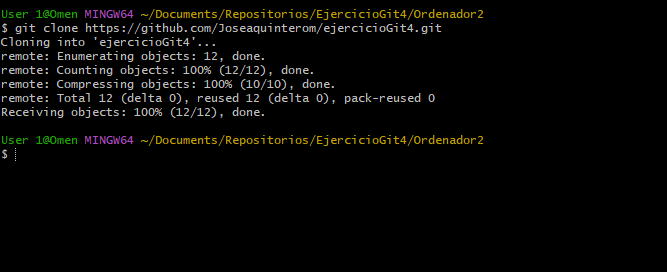 User 1@Omen MINGW64 ~/Documents/Repositorios/EjercicioGit4/Ordenador2
$ git clone https://github.com/Joseaquinterom/ejercicioGit4.git
Cloning into 'ejercicioGit4'...
remote: Enumerating objects: 12, done.
remote: Counting objects: 100% (12/12), done.
remote: Compressing objects: 100% (10/10), done.
remote: Total 12 (delta 0), reused 12 (delta 0), pack-reused 0
Receiving objects: 100% (12/12), done.
User 1@Omen MINGW64 ~/Documents/Repositorios/EjercicioGit4/Ordenador2
$